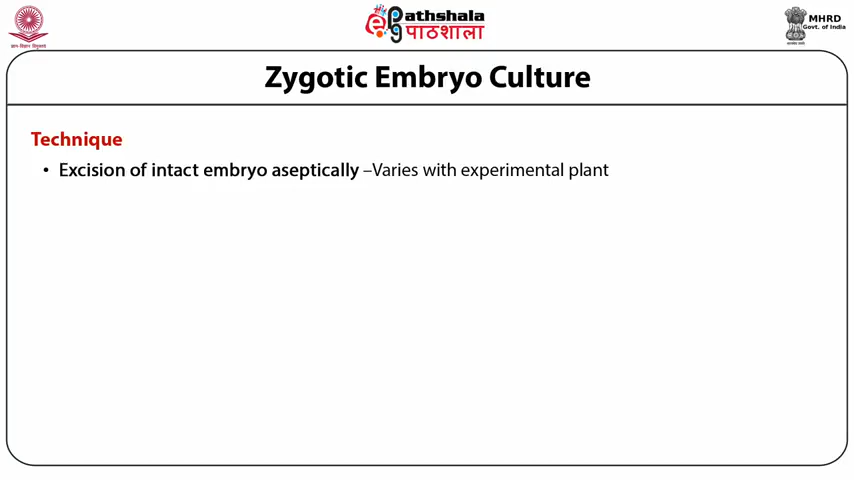 ePG Pathshala
पाठशाला
MHRD
Govt. of India
Zygotic Embryo Culture
Technique
• Excision of intact embryo aseptically –Varies with experimental plant